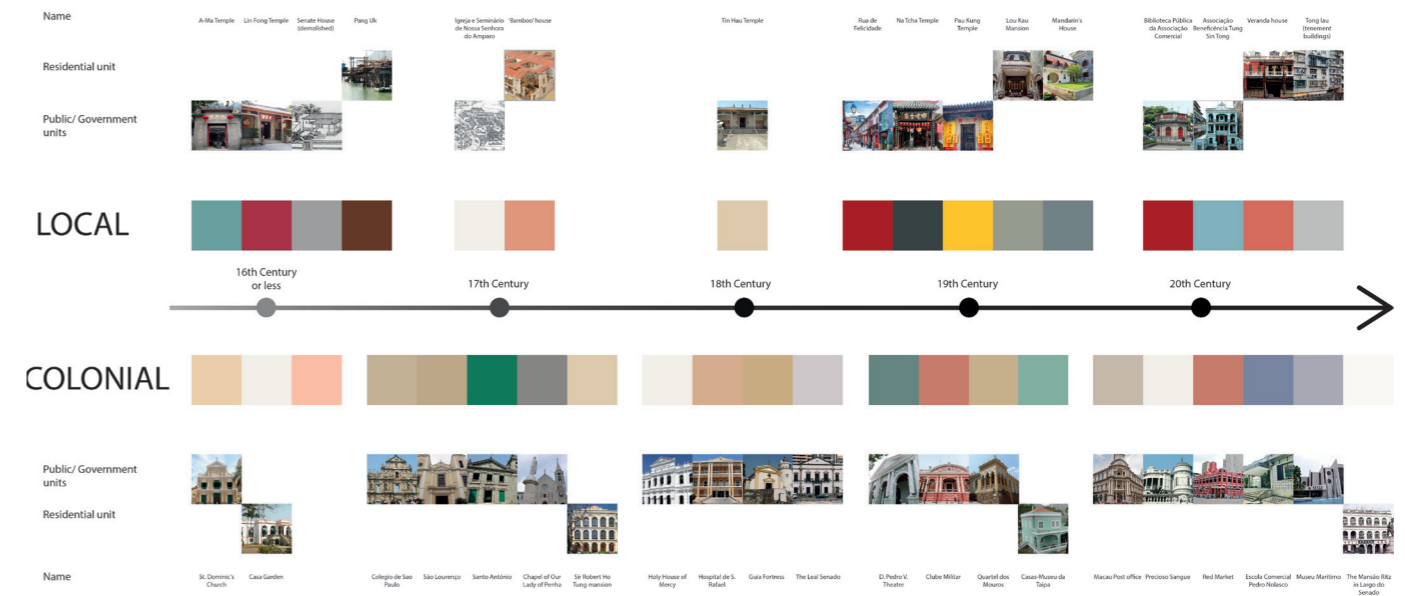 Name
A-Ma Temple
Lin Fong Temple
Senate House
(demolished)
Pang Uk
Igreja e Seminário
de Nossa Senhora
do Amparo
'Bamboo' house
Tin Hau Temple
Rua de
Felicidade
Na Tcha Temple
Pau Kung
Temple
Lou Kau
Mansion
Mandarin's
House
Biblioteca Pública
da Associação
Comercial
Associação
Beneficência Tung
Sin Tong
Veranda house
Tong lau
(tenement
buildings)
Residential unit
Public/ Government
units
LOCAL
16th Century
or less
17th Century
18th Century
19th Century
20th Century
COLONIAL
Public/ Government
units
Residential unit
Name
St. Dominic's
Church
Casa Garden
Colegio de Sao
Paulo
São Lourenço
Santo António
Chapel of Our
Lady of Penha
Sir Robert Ho
Tung mansion
Holy House of
Mercy
Hospital de S.
Rafael
Guia Fortress
The Leal Senado
D. Pedro V.
Theatre
Clube Militar
Quartel dos
Mouros
Casas-Museu da
Taipa
Macau Post office
Precioso Sangue
Red Market
Escola Comercial
Pedro Nolasco
Museu Maritimo
The Mansão Ritz
in Largo do
Senado